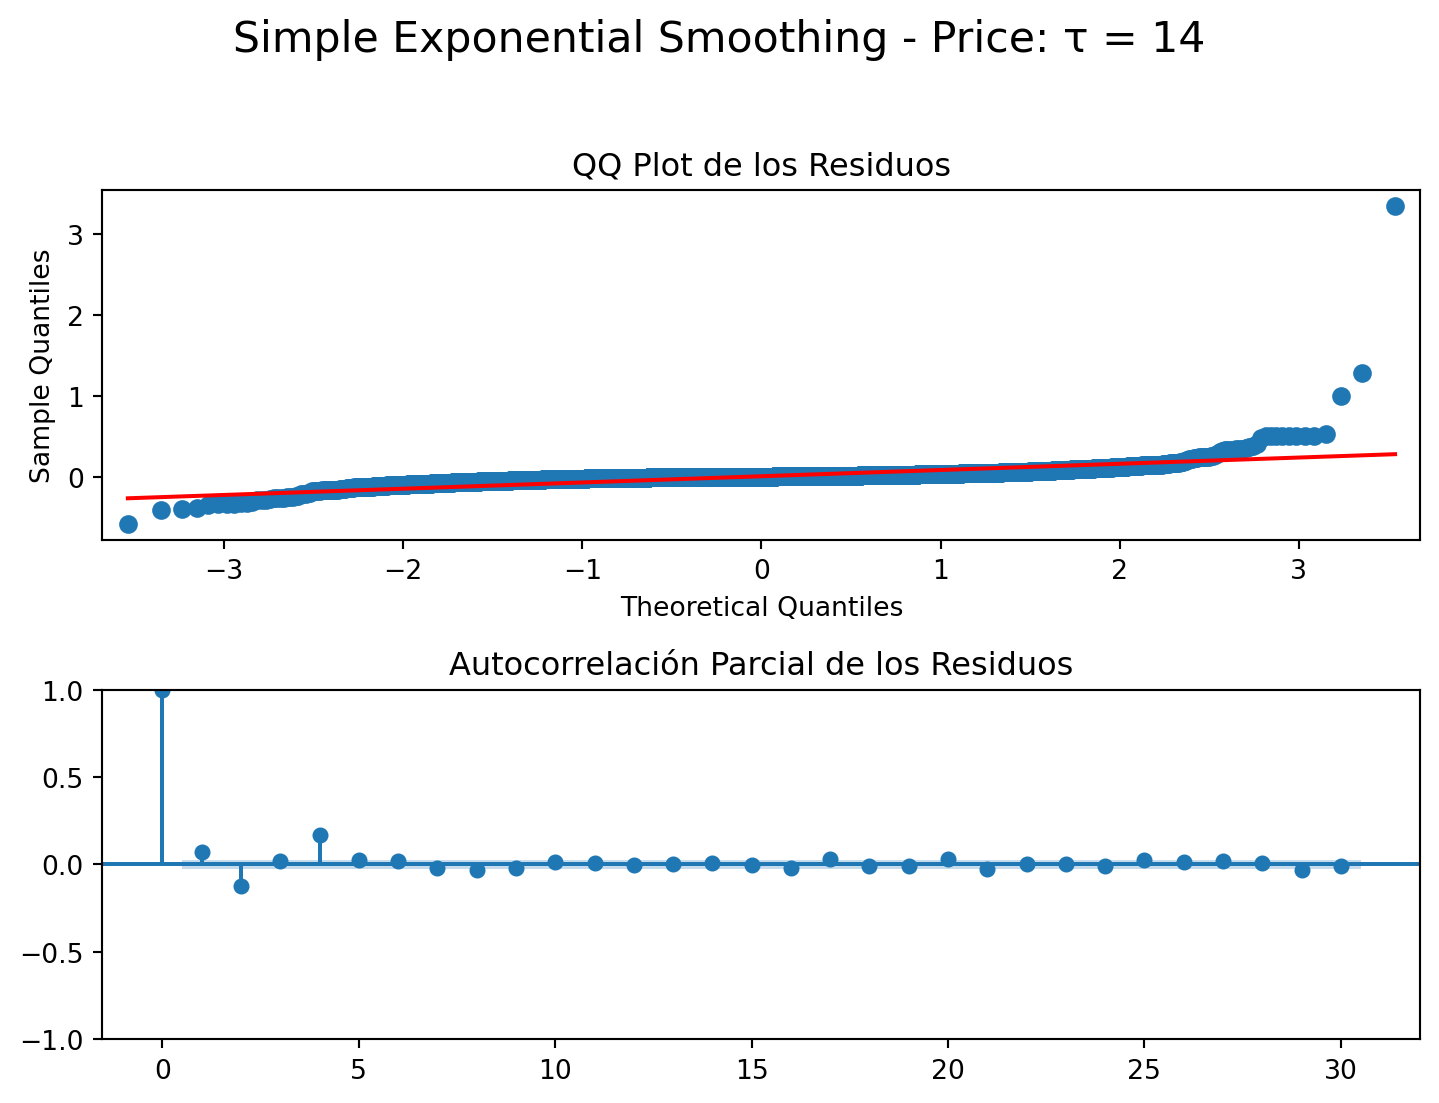 Simple Exponential Smoothing - Price: τ = 14
QQ Plot de los Residuos
Sample Quantiles
3
2
1
0
−3 −2 −1 0 1 2 3
Theoretical Quantiles
Autocorrelación Parcial de los Residuos
1.0
0.5
0.0
−0.5
−1.0
0 5 10 15 20 25 30